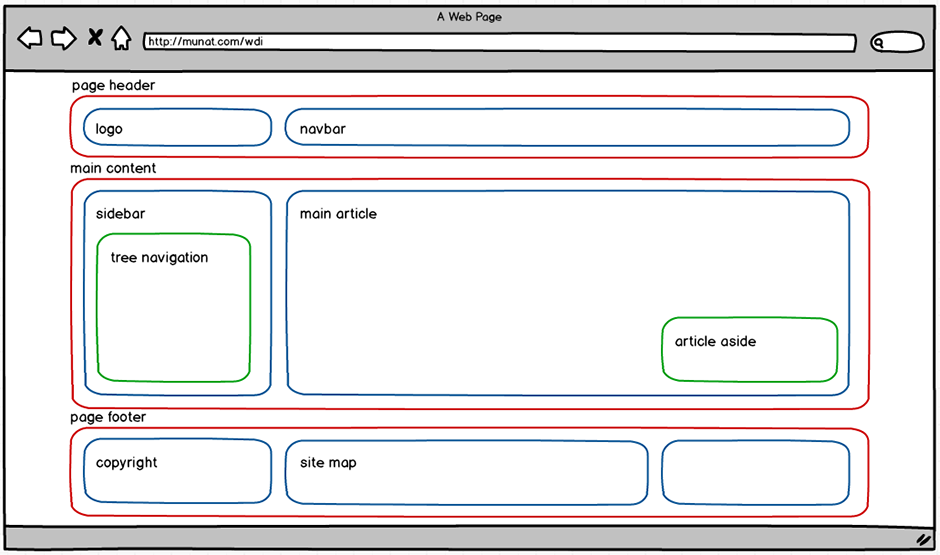 A Web Page
http://munat.com/wdi
page header
logo
navbar
main content
sidebar
main article
tree navigation
article aside
page footer
copyright
site map